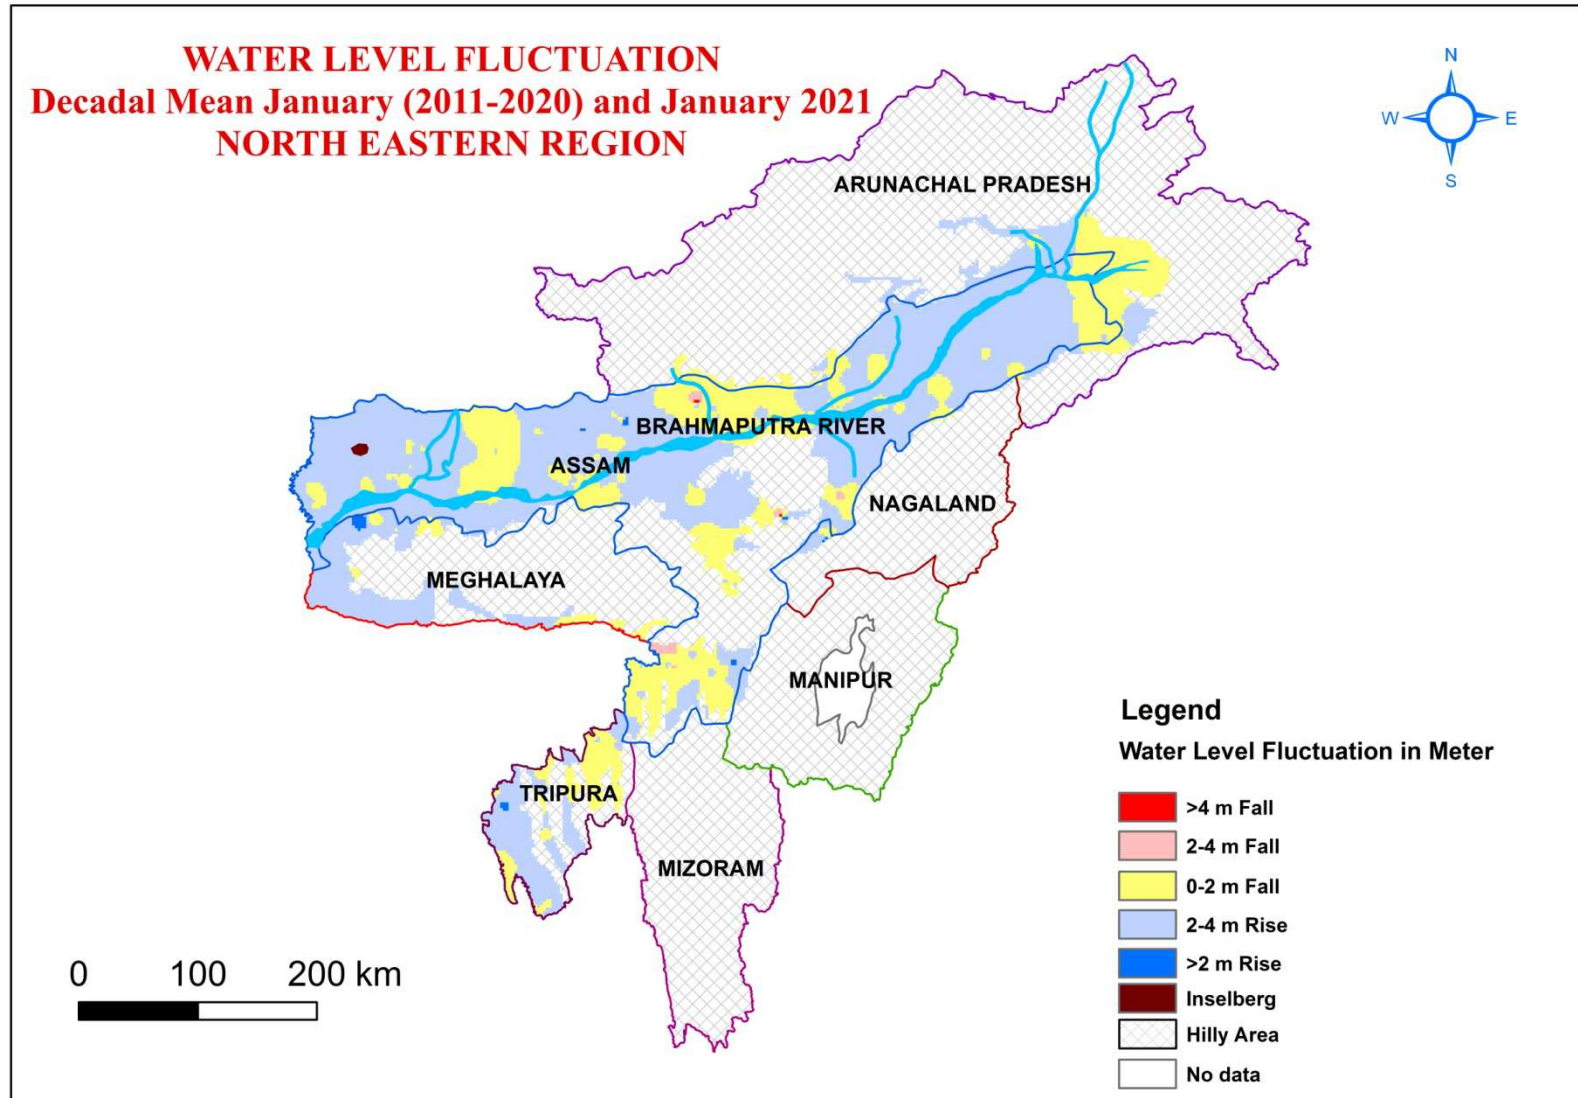 WATER LEVEL FLUCTUATION
Decadal Mean January (2011-2020) and January 2021
NORTH EASTERN REGION
N
W
E
S
ARUNACHAL PRADESH
BRAHMAPUTRA RIVER
ASSAM
NAGALAND
MEGHALAYA
MANIPUR
TRIPURA
MIZORAM
Legend
Water Level Fluctuation in Meter
>4 m Fall
2-4 m Fall
0-2 m Fall
2-4 m Rise
>2 m Rise
Inselberg
Hilly Area
No data
0 100 200 km